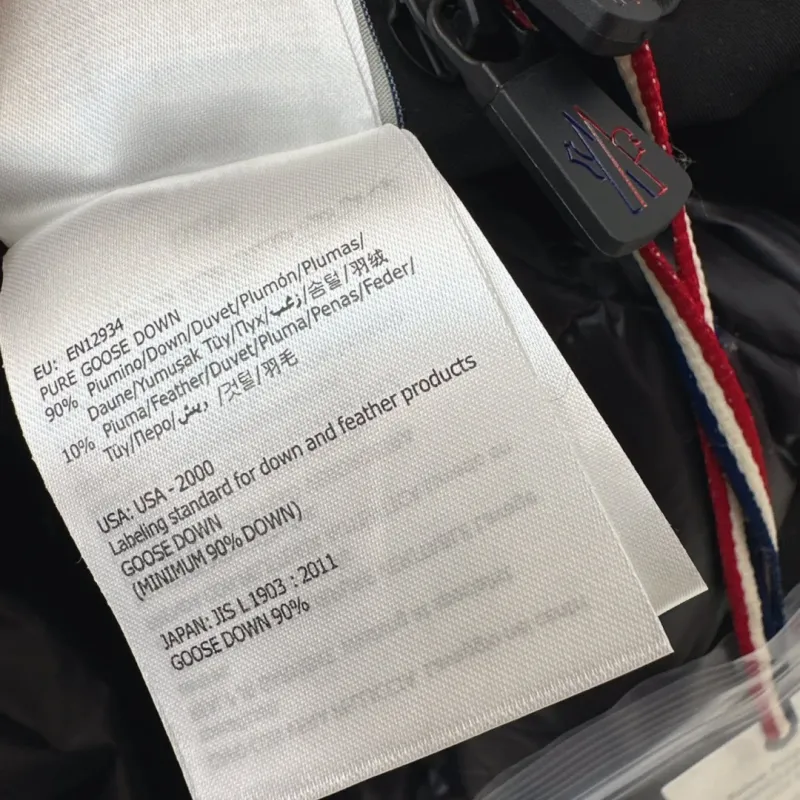 EU: EN12934
PURE GOOSE DOWN
90% Piumino/Down/Duvet/Plumón/Plumas/
Daune/Yumusak Tüy/Пух/زغب/솜털/羽绒
10% Piuma/Feather/Duvet/Pluma/Penas/Feder/
Tüy/Перо/ريش/깃털/羽毛
USA: USA - 2000
Labeling standard for down and feather products
GOOSE DOWN
(MINIMUM 90% DOWN)
JAPAN: JIS L 1903 : 2011
GOOSE DOWN 90%